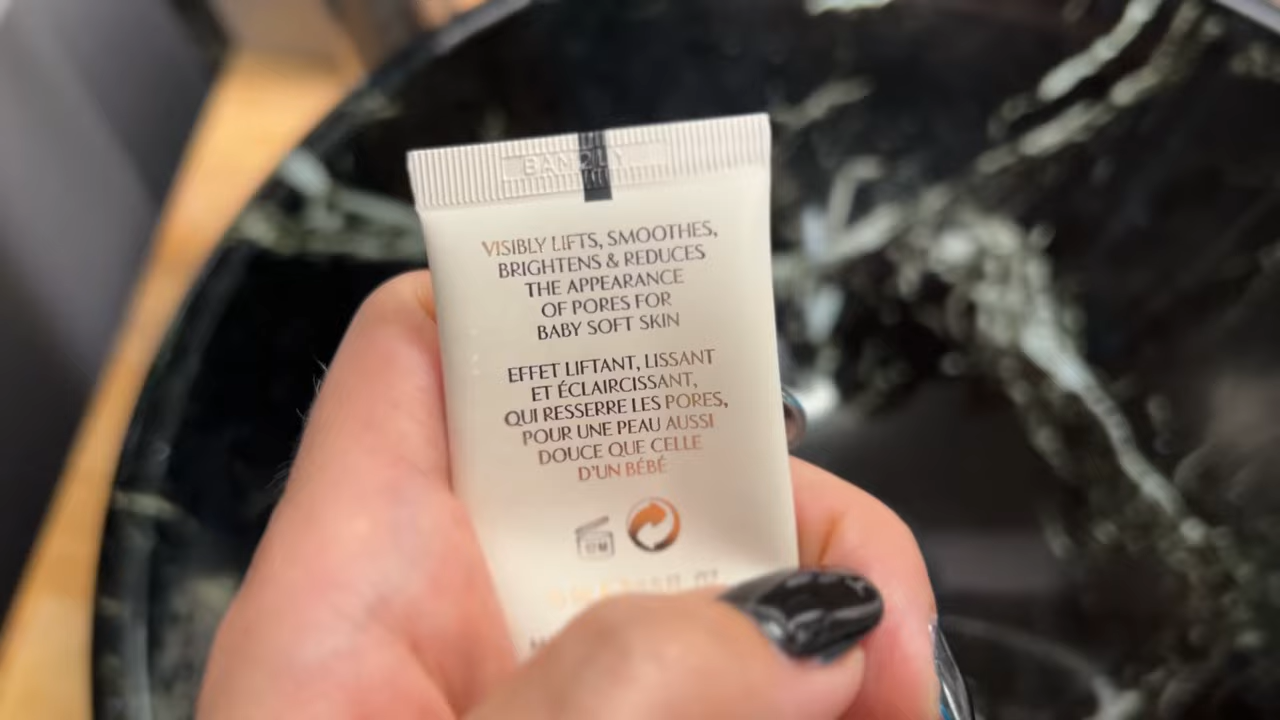 VISIBLY LIFTS, SMOOTHES,
BRIGHTENS & REDUCES
THE APPEARANCE
OF PORES FOR
BABY SOFT SKIN
EFFET LIFTANT, LISSANT
ET ÉCLAIRCISSANT,
QUI RESSERRE LES PORES,
POUR UNE PEAU AUSSI
DOUCE QUE CELLE
D'UN BÉBÉ